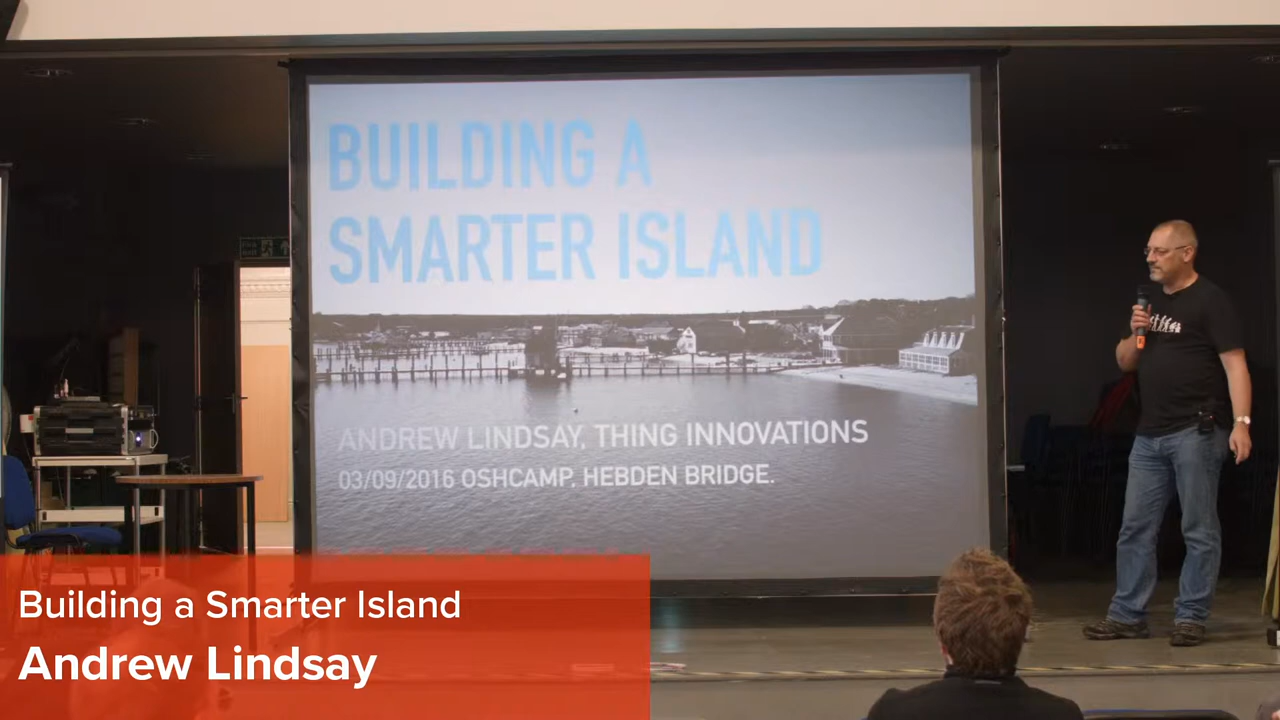 BUILDING A
SMARTER ISLAND
ANDREW LINDSAY, THING INNOVATIONS
03/09/2016 OSHCAMP, HEBDEN BRIDGE.
Building a Smarter Island
Andrew Lindsay